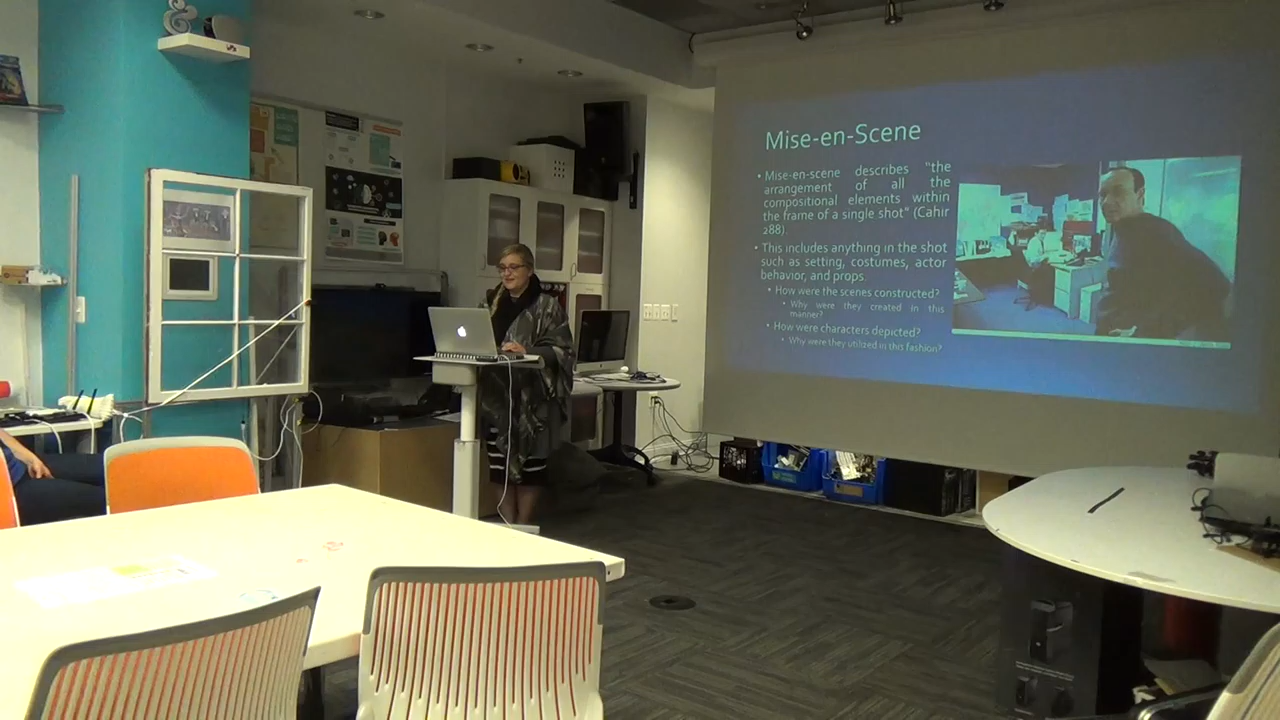 &
Mise-en-Scene
• Mise-en-scene describes "the
arrangement of all the
compositional elements within
the frame of a single shot" (Cahir
288).
• This includes anything in the shot
such as setting, costumes, actor
behavior, and props.
• How were the scenes constructed?
• Why were they created in this
manner?
• How were characters depicted?
• Why were they utilized in this fashion?